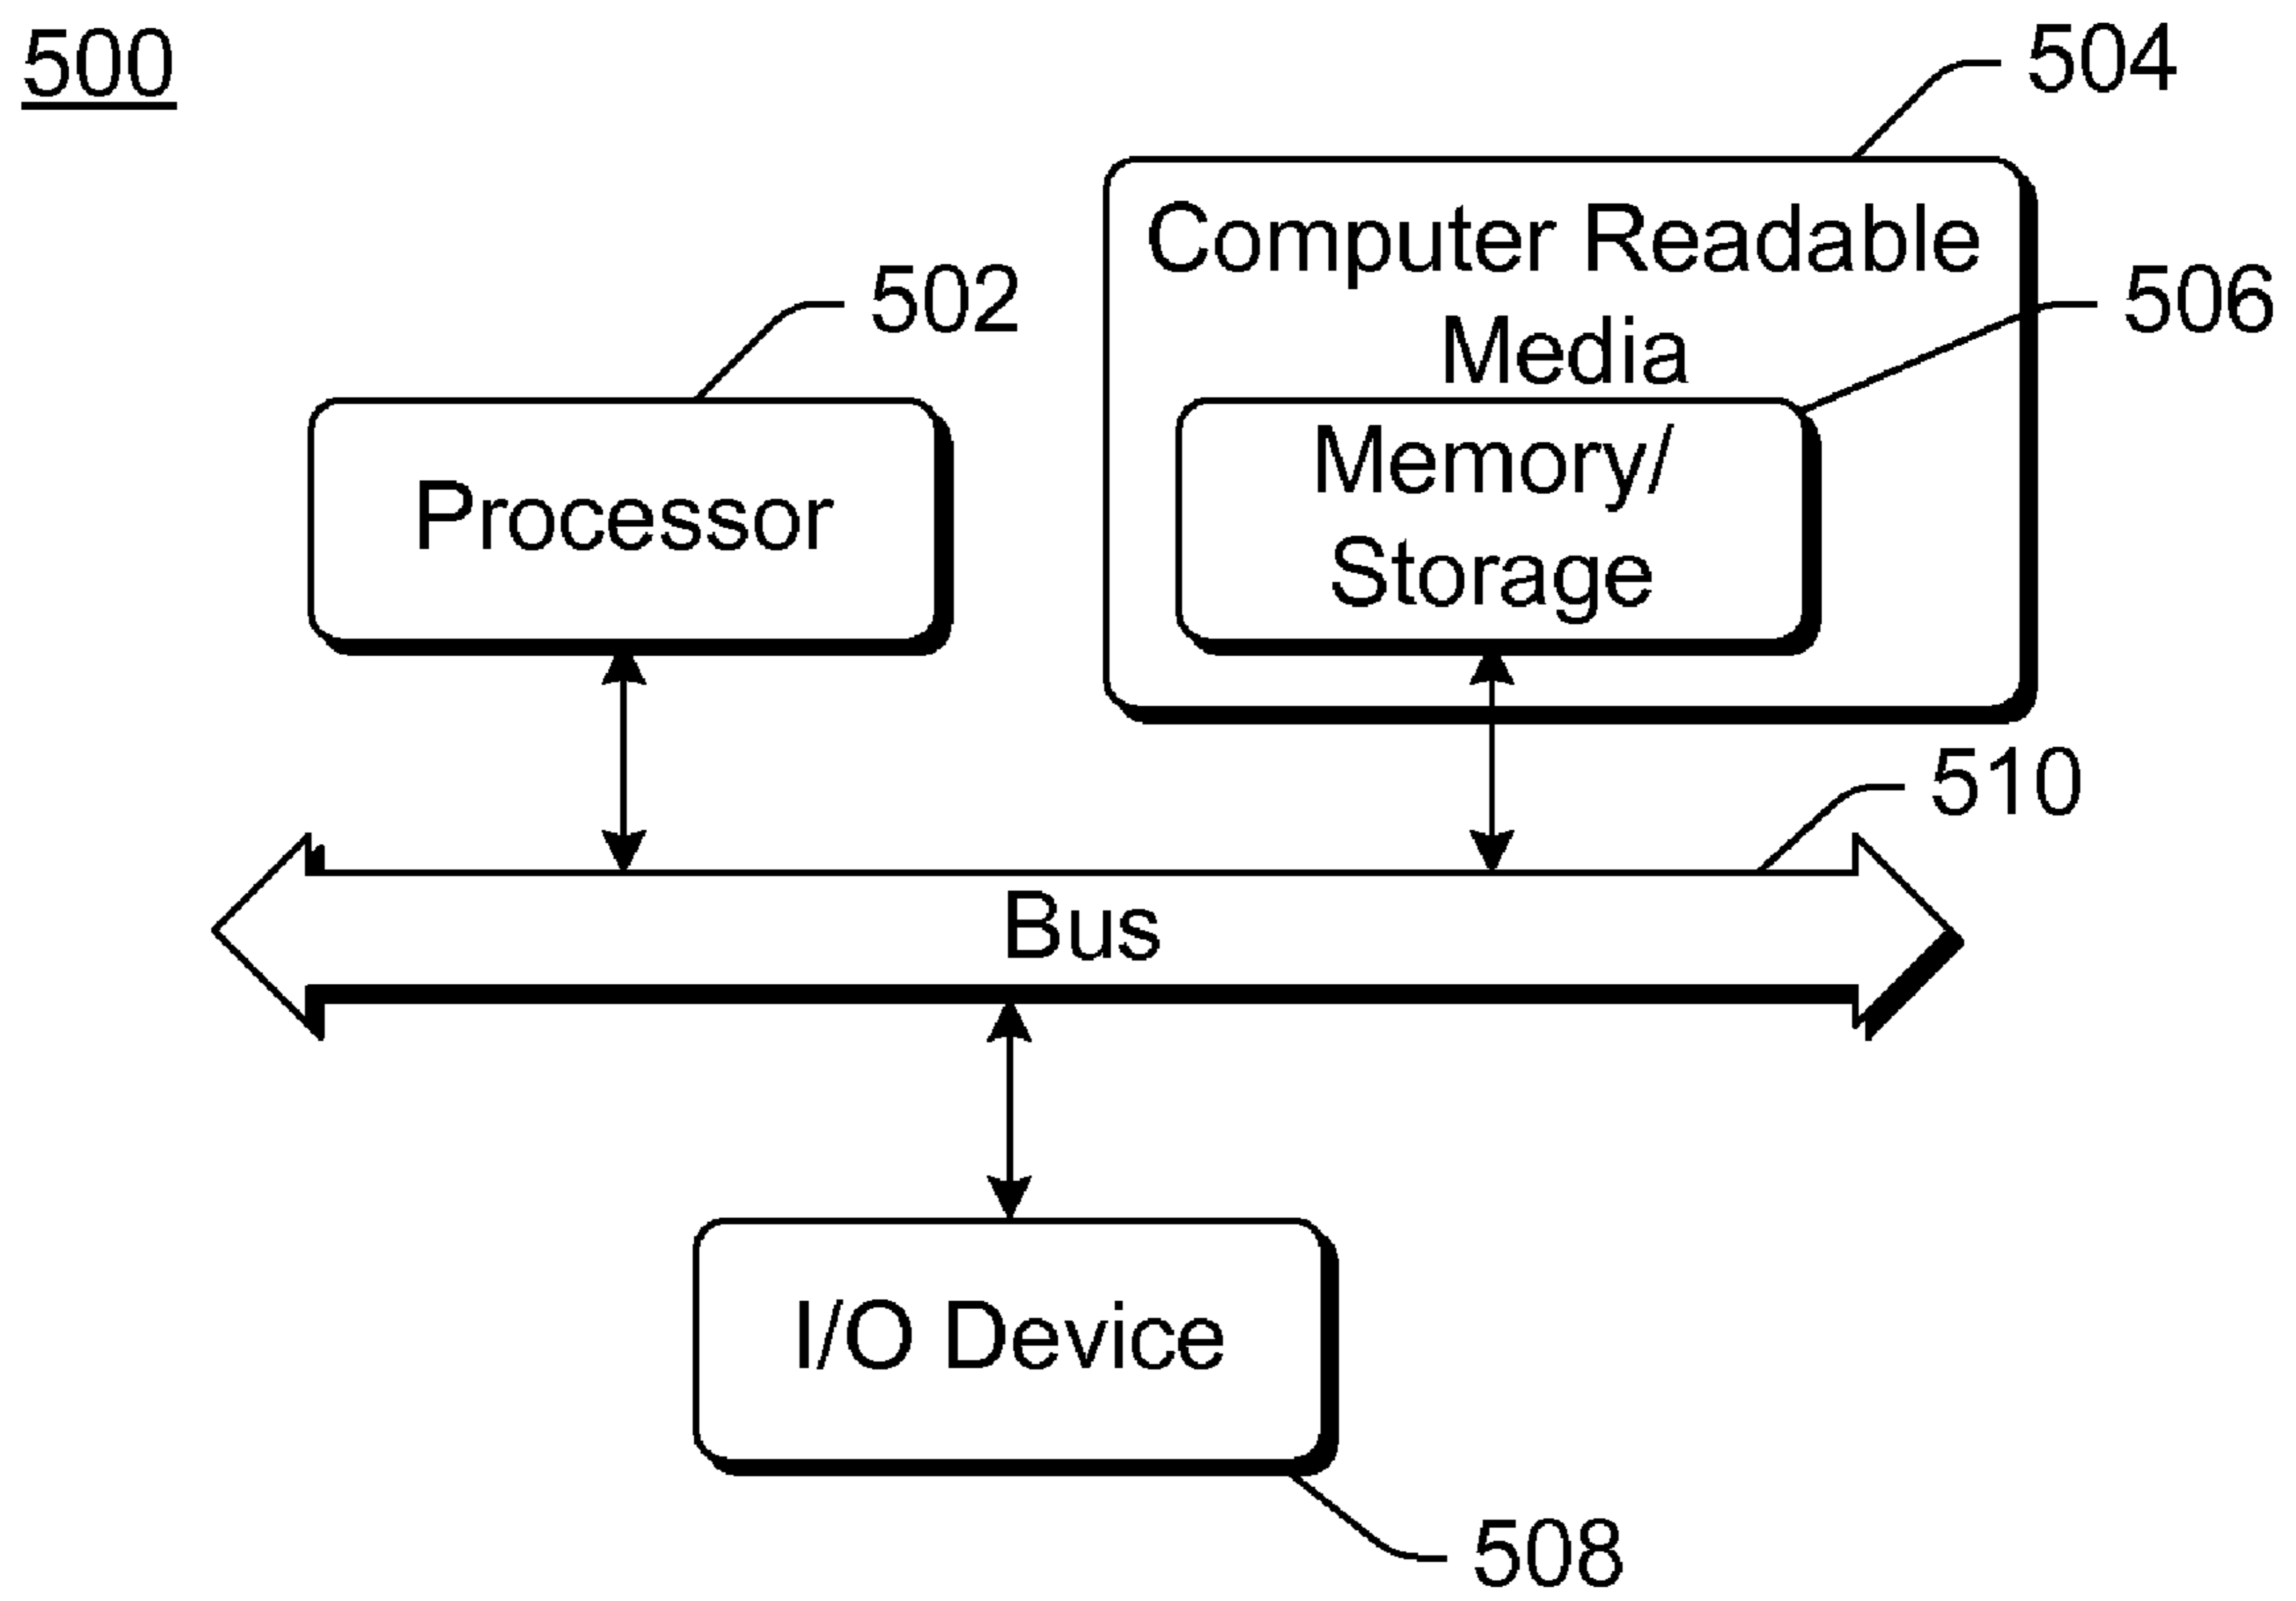 500
504
Computer Readable
502
506
Media
Memory/
Processor
Storage
510
Bus
I/O Device
508